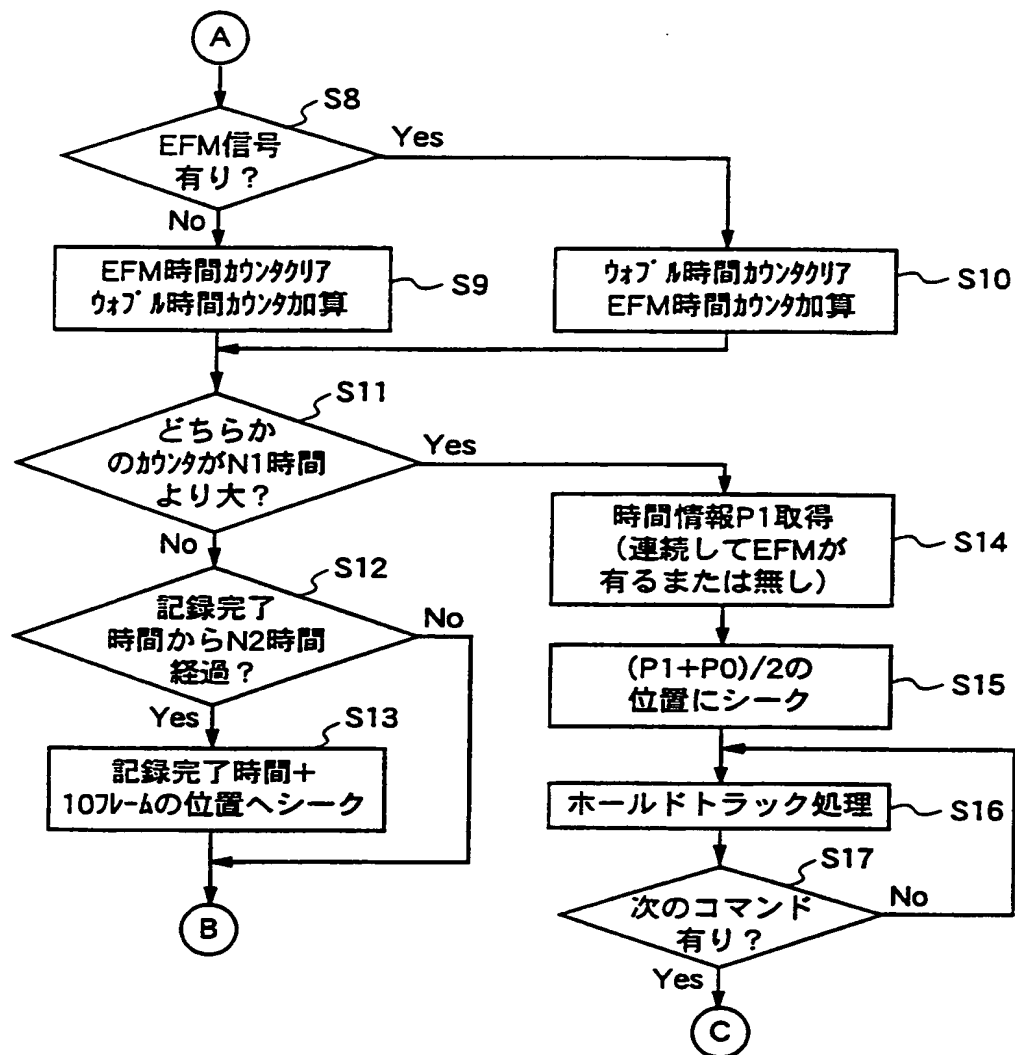 A
S8
EFM信号
有り？
Yes
No
EFM時間ｶｳﾝﾀｸﾘｱ
ｳｫﾌﾞﾙ時間ｶｳﾝﾀ加算
S9
ｳｫﾌﾞﾙ時間ｶｳﾝﾀｸﾘｱ
EFM時間ｶｳﾝﾀ加算
S10
S11
どちらか
のｶｳﾝﾀがN1時間
より大？
Yes
No
S12
記録完了
時間からN2時間
経過？
No
Yes
S13
記録完了時間+
10ﾌﾚｰﾑの位置へシーク
B
時間情報P1取得
（連続してEFMが
有るまたは無し）
S14
(P1+P0)/2の
位置にシーク
S15
ホールドトラック処理
S16
S17
次のコマンド
有り？
No
Yes
C